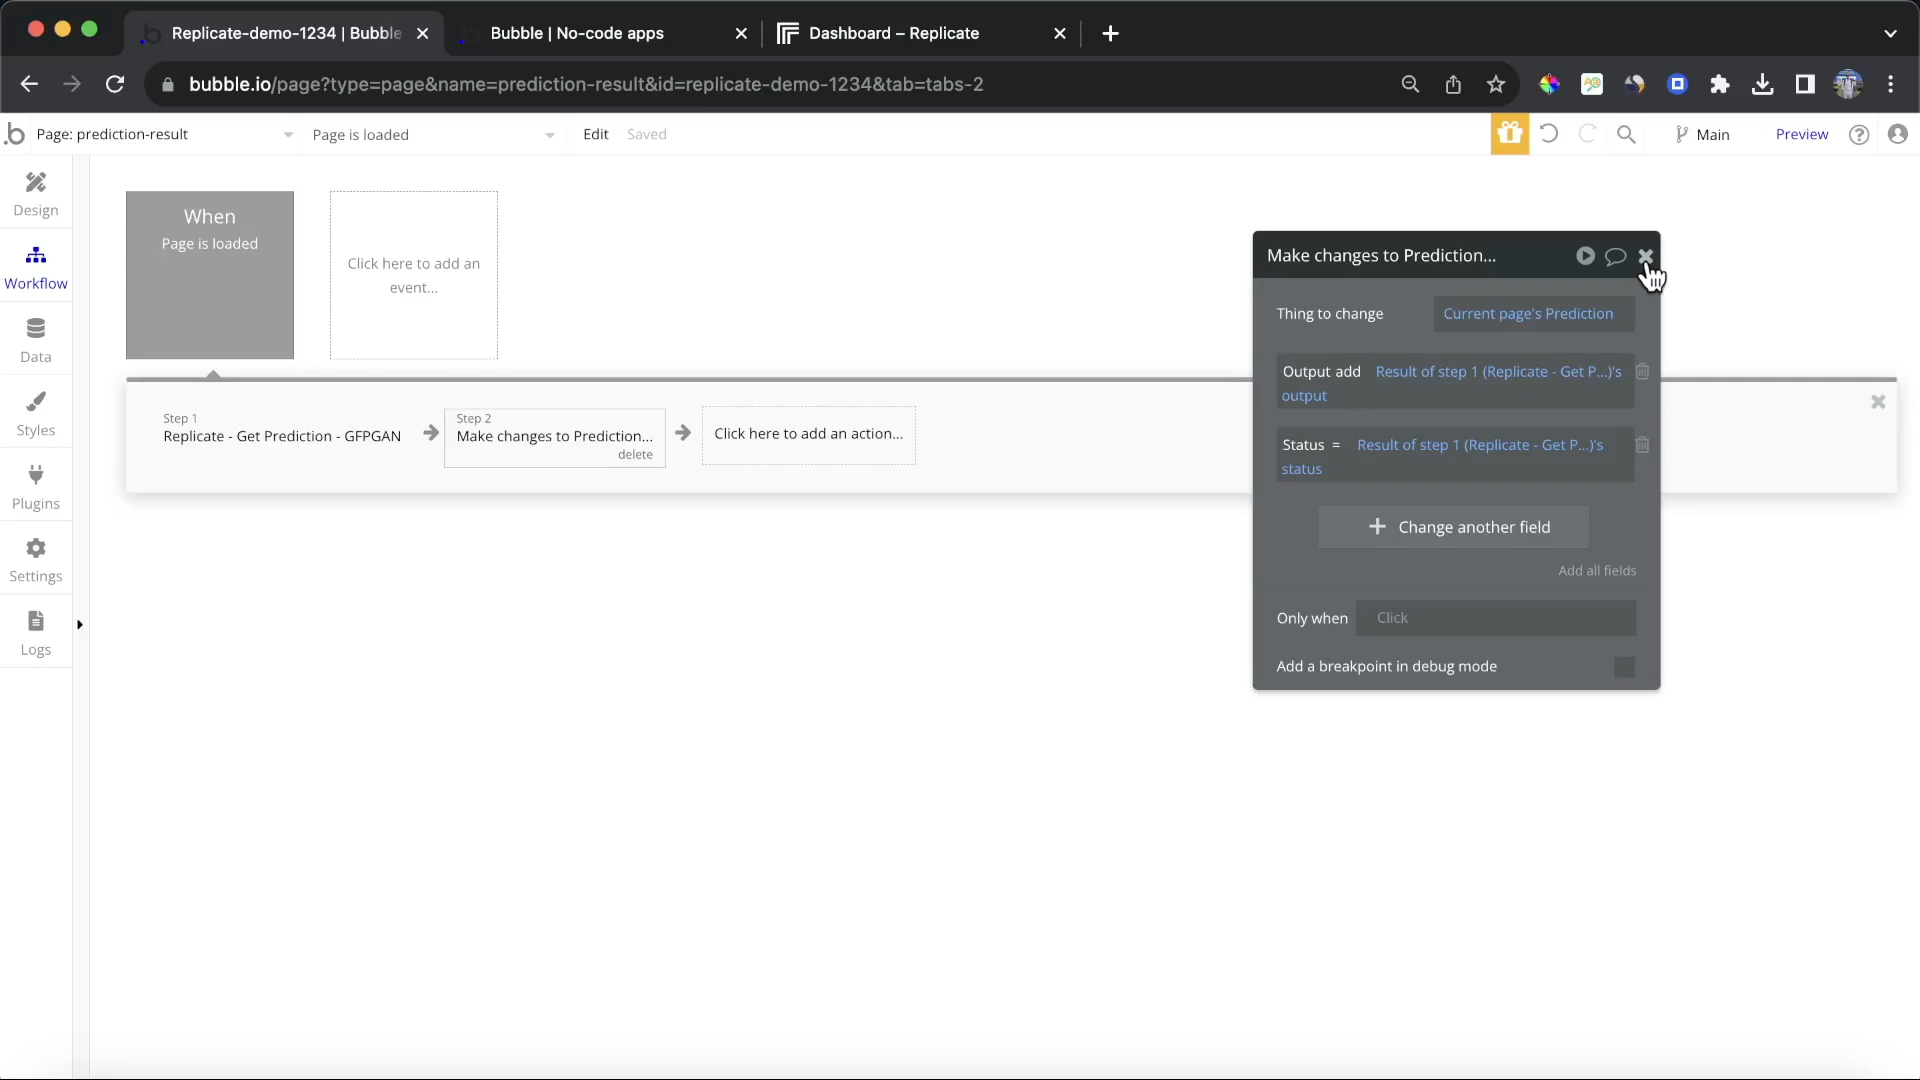 Replicate-demo-1234 | Bubble
Bubble | No-code apps
Dashboard – Replicate
bubble.io/page?type=page&name=prediction-result&id=replicate-demo-1234&tab=tabs-2
Page: prediction-result
Page is loaded
Edit
Saved
Main
Preview
Design
Workflow
Data
Styles
Plugins
Settings
Logs
When
Page is loaded
Click here to add an
event...
Step 1
Replicate - Get Prediction - GFPGAN
Step 2
Make changes to Prediction...
delete
Click here to add an action...
Make changes to Prediction...
Thing to change
Current page's Prediction
Output add Result of step 1 (Replicate - Get P...)'s
output
Status = Result of step 1 (Replicate - Get P...)'s
status
Change another field
Add all fields
Only when
Click
Add a breakpoint in debug mode